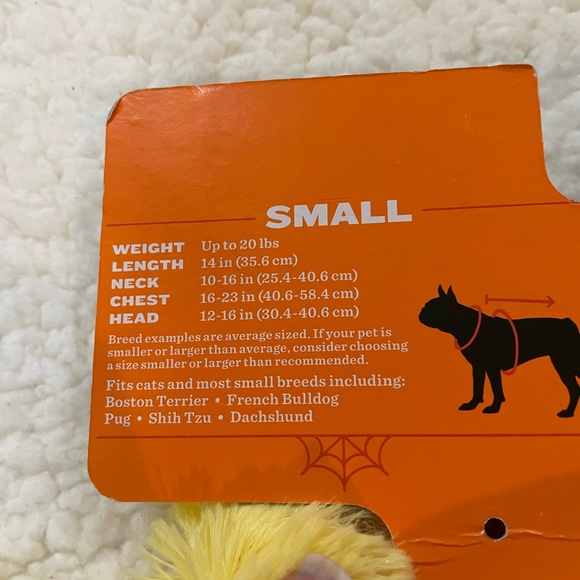 SMALL
WEIGHT Up to 20 lbs
LENGTH 14 in (35.6 cm)
NECK 10-16 in (25.4-40.6 cm)
CHEST 16-23 in (40.6-58.4 cm)
HEAD 12-16 in (30.4-40.6 cm)
Breed examples are average sized. If your pet is
smaller or larger than average, consider choosing
a size smaller or larger than recommended.
Fits cats and most small breeds including:
Boston Terrier • French Bulldog
Pug • Shih Tzu • Dachshund